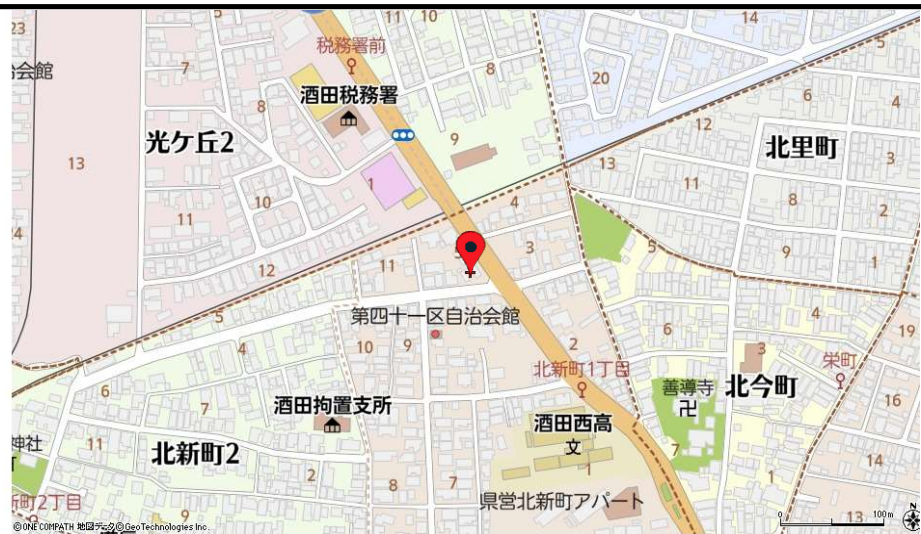 23
11
10
14
5
治会館
7
税務署前
8
20
6
4
酒田税務署
8
12
光ケ丘2
9
北里町
3
13
13
1
11
8
2
10
4
11
3
5
9
1
24
11
12
5
第四十一区自治会館
4
4
10
9
2
北新町1丁目
3
栄町
19
6
善導寺
北今町
7
酒田拘置支所
8
酒田西高
16
神社
11
文
町
北新町2
2
7
1
14
7
県営北新町アパート
新町2丁目
9
13
0
100m
©ONE COMPATH 地図データ©GeoTechnologies Inc.